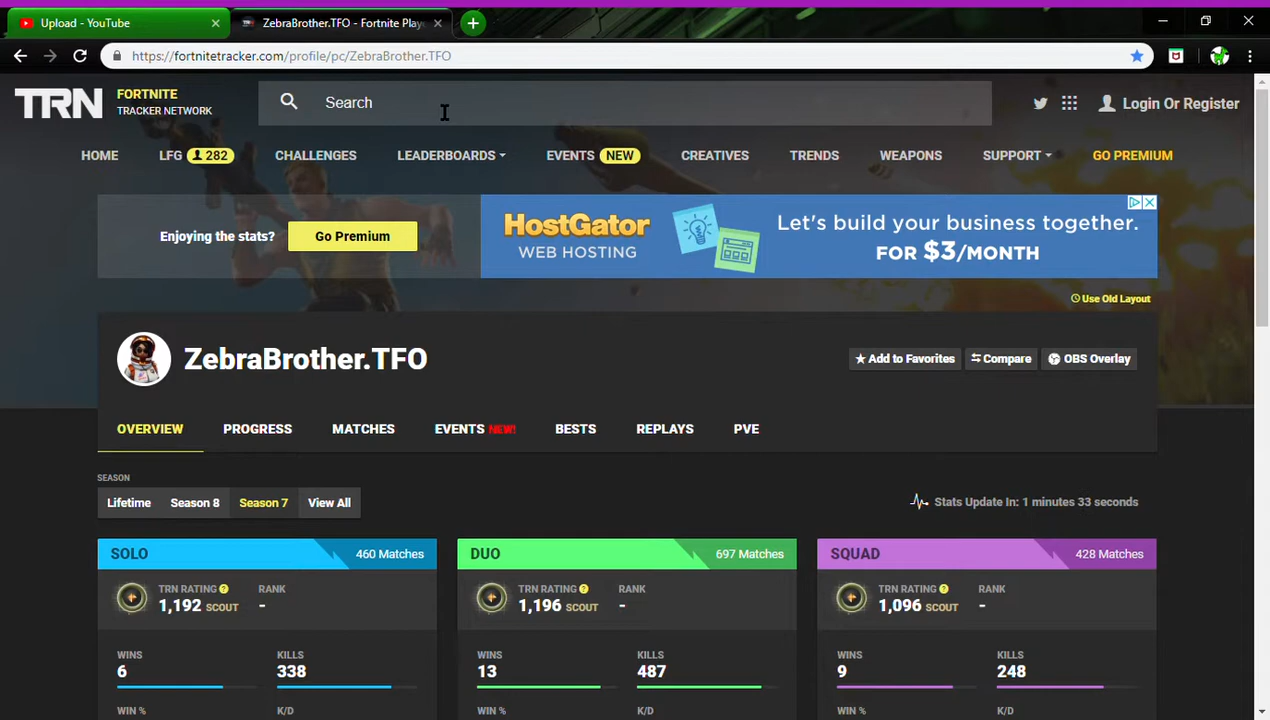 Upload - YouTube
ZebraBrother.TFO - Fortnite Play
https://fortnitetracker.com/profile/pc/ZebraBrother.TFO
TRN FORTNITE TRACKER NETWORK
Search
Login Or Register
HOME LFG 282 CHALLENGES LEADERBOARDS EVENTS NEW CREATIVES TRENDS WEAPONS SUPPORT GO PREMIUM
Enjoying the stats? Go Premium
HostGator
WEB HOSTING
Let's build your business together.
FOR $3/MONTH
Use Old Layout
ZebraBrother.TFO
Add to Favorites Compare OBS Overlay
OVERVIEW PROGRESS MATCHES EVENTS NEW! BESTS REPLAYS PVE
SEASON
Lifetime Season 8 Season 7 View All
Stats Update In: 1 minutes 33 seconds
SOLO 460 Matches
TRN RATING ? RANK
1,192 SCOUT -
WINS KILLS
6 338
WIN % K/D
DUO 697 Matches
TRN RATING ? RANK
1,196 SCOUT -
WINS KILLS
13 487
WIN % K/D
SQUAD 428 Matches
TRN RATING ? RANK
1,096 SCOUT -
WINS KILLS
9 248
WIN % K/D